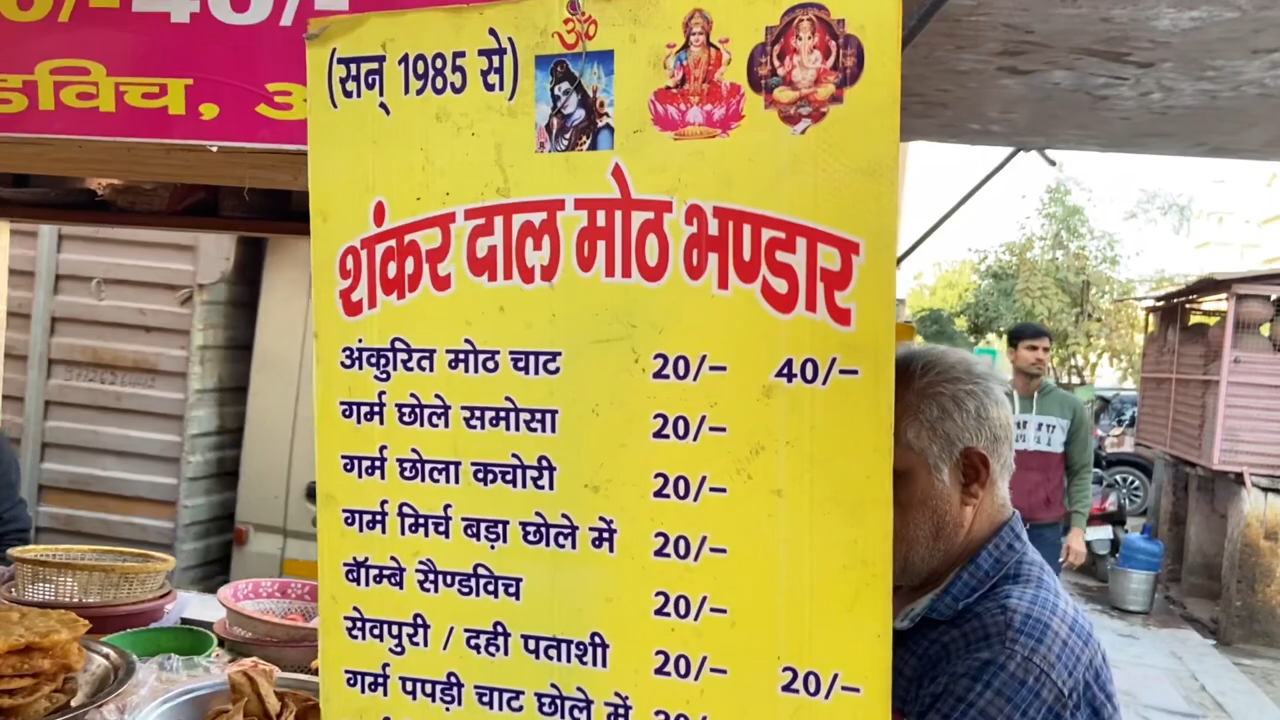 डविच,
(सन् 1985 से)
ॐ
शंकर दाल मोठ भण्डार
अंकुरित मोठ चाट 20/- 40/-
गर्म छोले समोसा 20/-
गर्म छोला कचोरी 20/-
गर्म मिर्च बड़ा छोले में 20/-
बॉम्बे सैण्डविच 20/-
सेवपुरी / दही पताशी 20/- 20/-
गर्म पपड़ी चाट छोले में